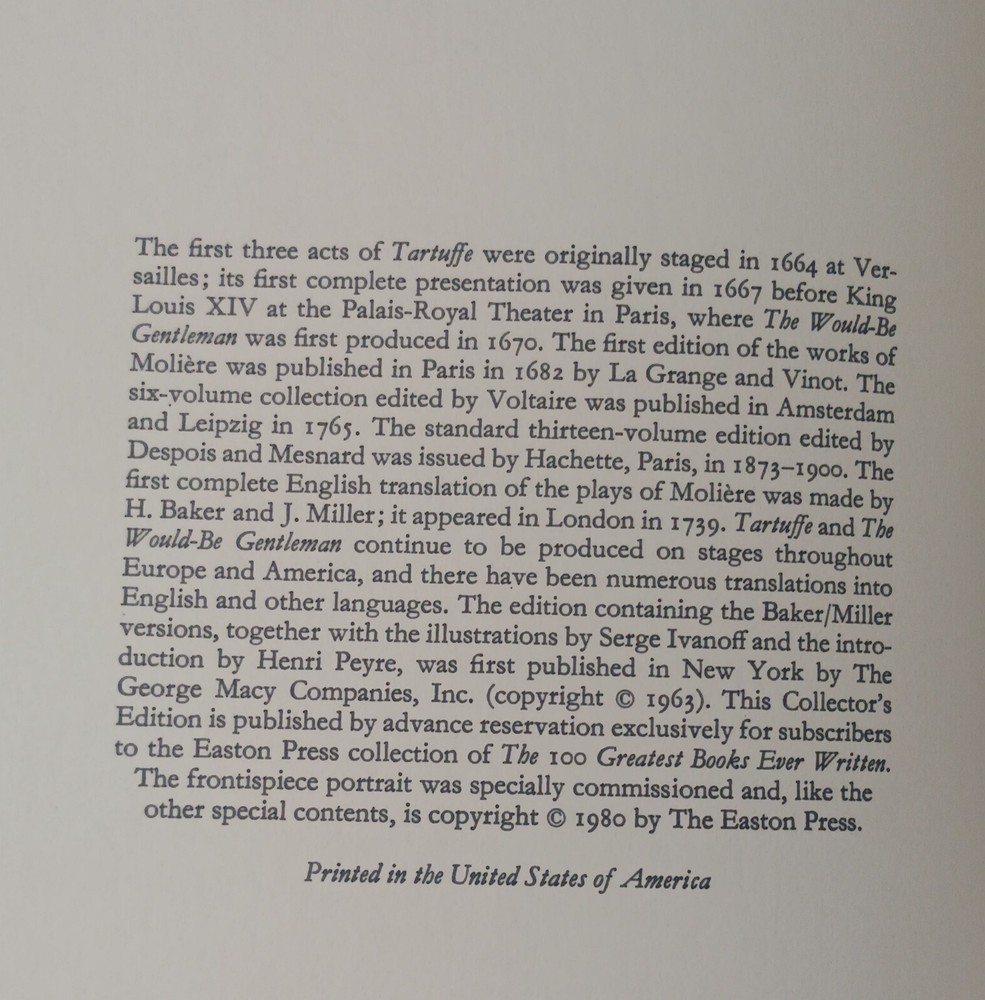 The first three acts of Tartuffe were originally staged in 1664 at Ver-
sailles; its first complete presentation was given in 1667 before King
Louis XIV at the Palais-Royal Theater in Paris, where The Would-Be
Gentleman was first produced in 1670. The first edition of the works of
Molière was published in Paris in 1682 by La Grange and Vinot. The
six-volume collection edited by Voltaire was published in Amsterdam
and Leipzig in 1765. The standard thirteen-volume edition edited by
Despois and Mesnard was issued by Hachette, Paris, in 1873–1900. The
first complete English translation of the plays of Molière was made by
H. Baker and J. Miller; it appeared in London in 1739. Tartuffe and The
Would-Be Gentleman continue to be produced on stages throughout
Europe and America, and there have been numerous translations into
English and other languages. The edition containing the Baker/Miller
versions, together with the illustrations by Serge Ivanoff and the intro-
duction by Henri Peyre, was first published in New York by The
George Macy Companies, Inc. (copyright © 1963). This Collector's
Edition is published by advance reservation exclusively for subscribers
to the Easton Press collection of The 100 Greatest Books Ever Written.
The frontispiece portrait was specially commissioned and, like the
other special contents, is copyright © 1980 by The Easton Press.
Printed in the United States of America